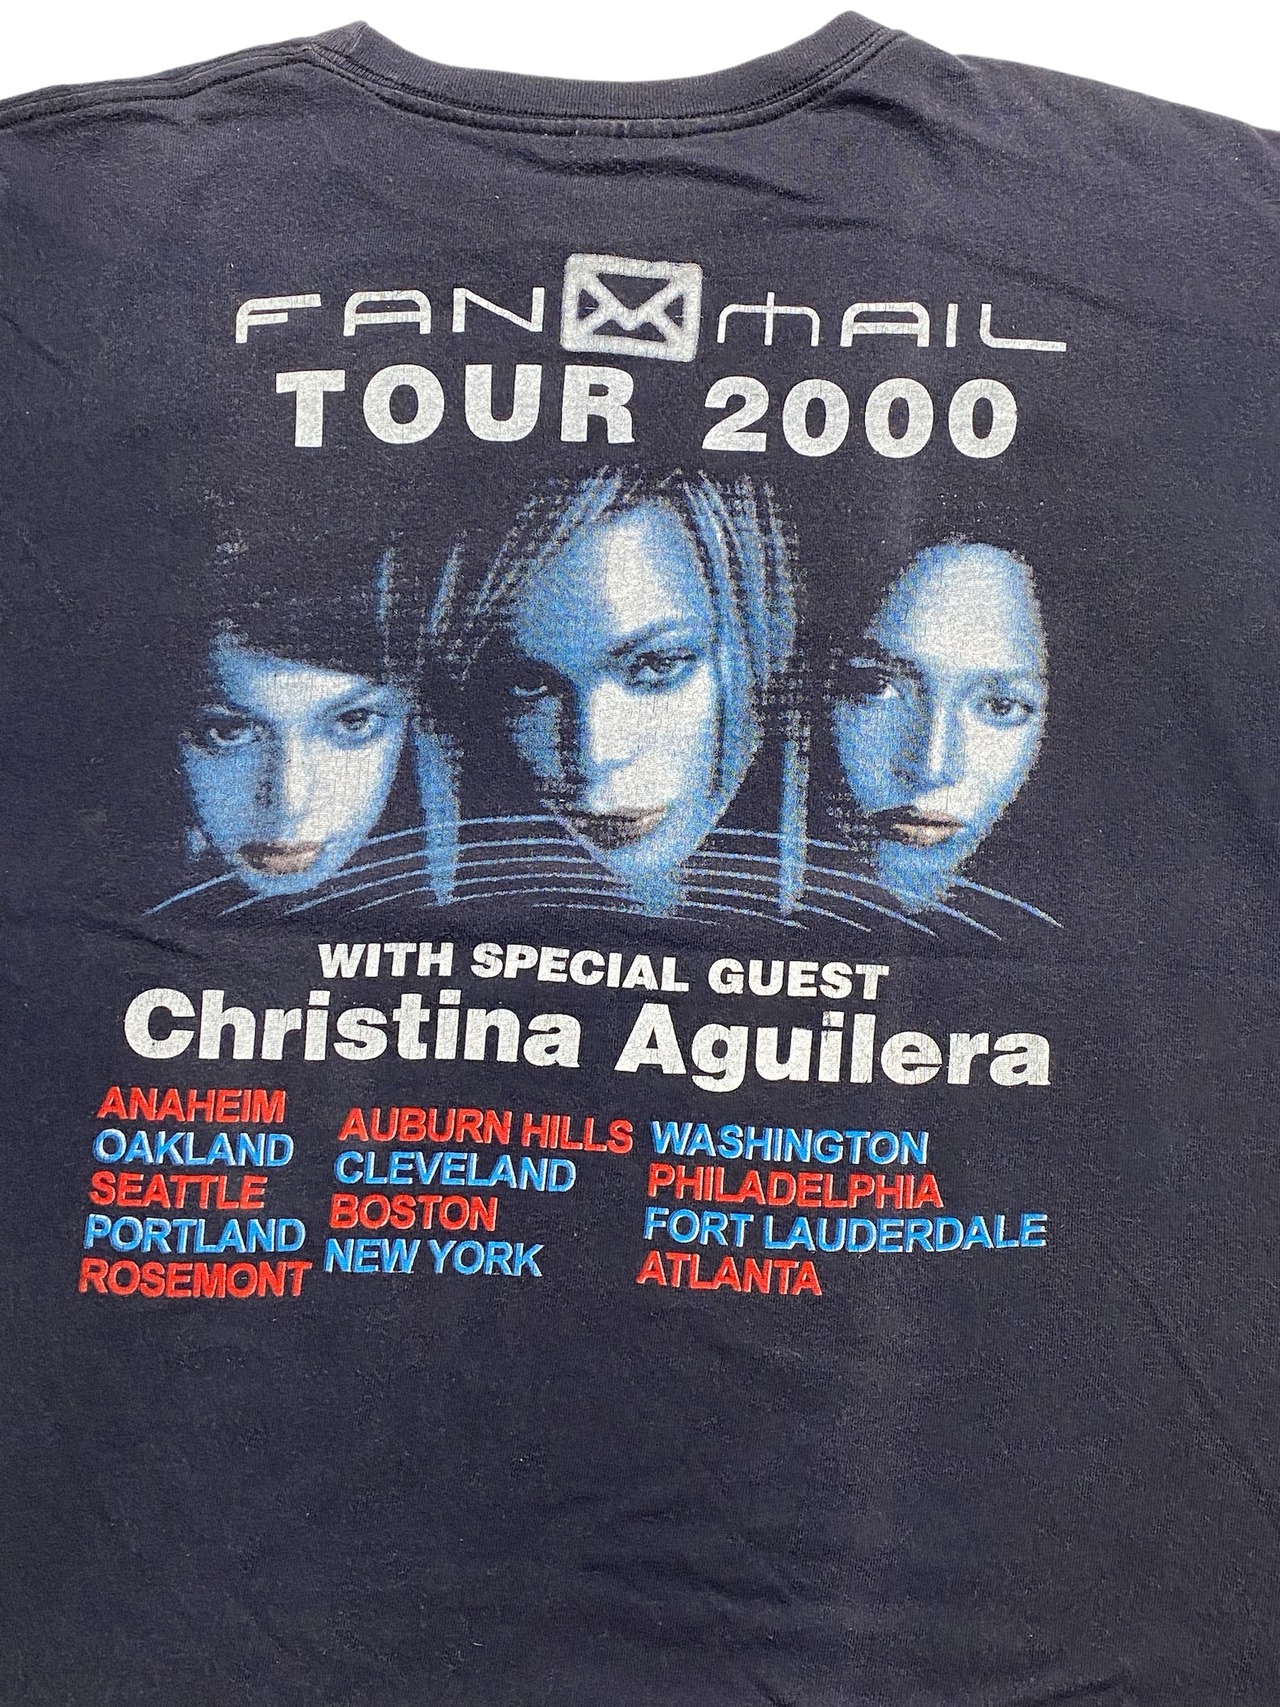 FAN MAIL
TOUR 2000
WITH SPECIAL GUEST
Christina Aguilera
ANAHEIM
OAKLAND
SEATTLE
PORTLAND
ROSEMONT
AUBURN HILLS
CLEVELAND
BOSTON
NEW YORK
WASHINGTON
PHILADELPHIA
FORT LAUDERDALE
ATLANTA